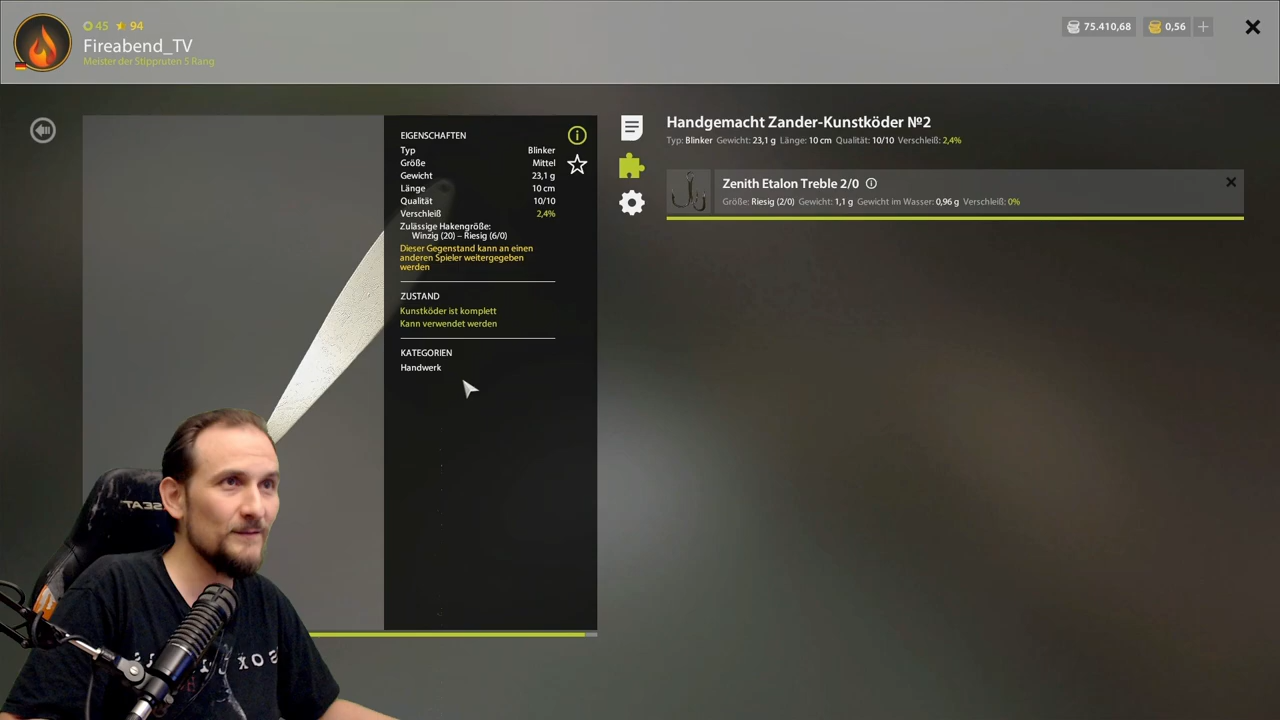 45 94
Fireabend_TV
Meister der Stippruten S Rang
75.410,68
0,56
EIGENSCHAFTEN
Typ Blinker
Größe Mittel
Gewicht 23,1 g
Länge 10 cm
Qualität 10/10
Verschleiß 2,4%
Zulässige Hakengröße:
Winzig (20) – Riesig (6/0)
Dieser Gegenstand kann an einen
anderen Spieler weitergegeben
werden
ZUSTAND
Kunstköder ist komplett
Kann verwendet werden
KATEGORIEN
Handwerk
Handgemacht Zander-Kunstköder №2
Typ: Blinker Gewicht: 23,1 g Länge: 10 cm Qualität: 10/10 Verschleiß: 2,4%
Zenith Etalon Treble 2/0
Größe: Riesig (2/0) Gewicht: 1,1 g Gewicht im Wasser: 0,96 g Verschleiß: 0%